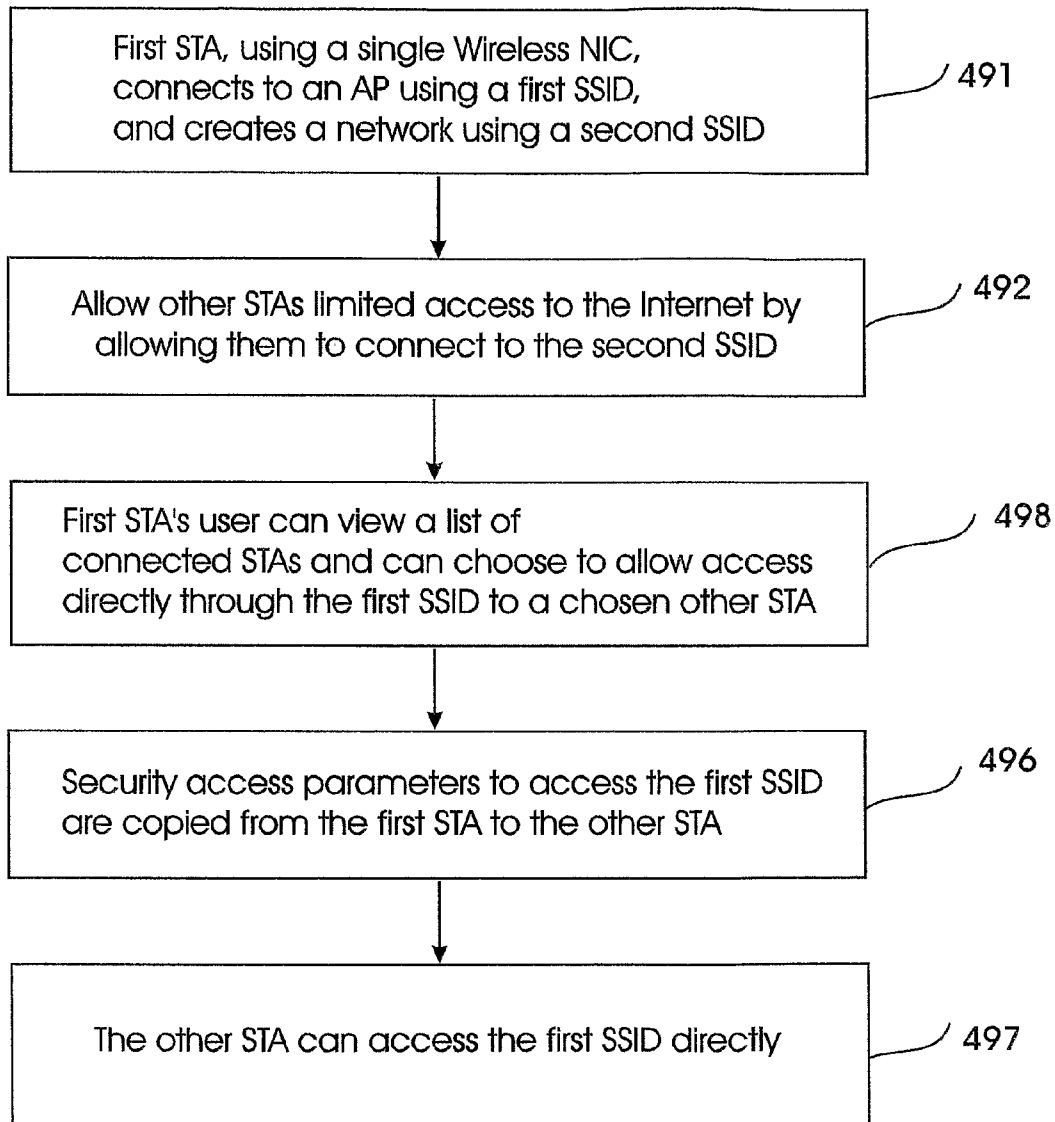 First STA, using a single Wireless NIC,
connects to an AP using a first SSID,
and creates a network using a second SSID
491
Allow other STAs limited access to the Internet by
allowing them to connect to the second SSID
492
First STA's user can view a list of
connected STAs and can choose to allow access
directly through the first SSID to a chosen other STA
498
Security access parameters to access the first SSID
are copied from the first STA to the other STA
496
The other STA can access the first SSID directly
497